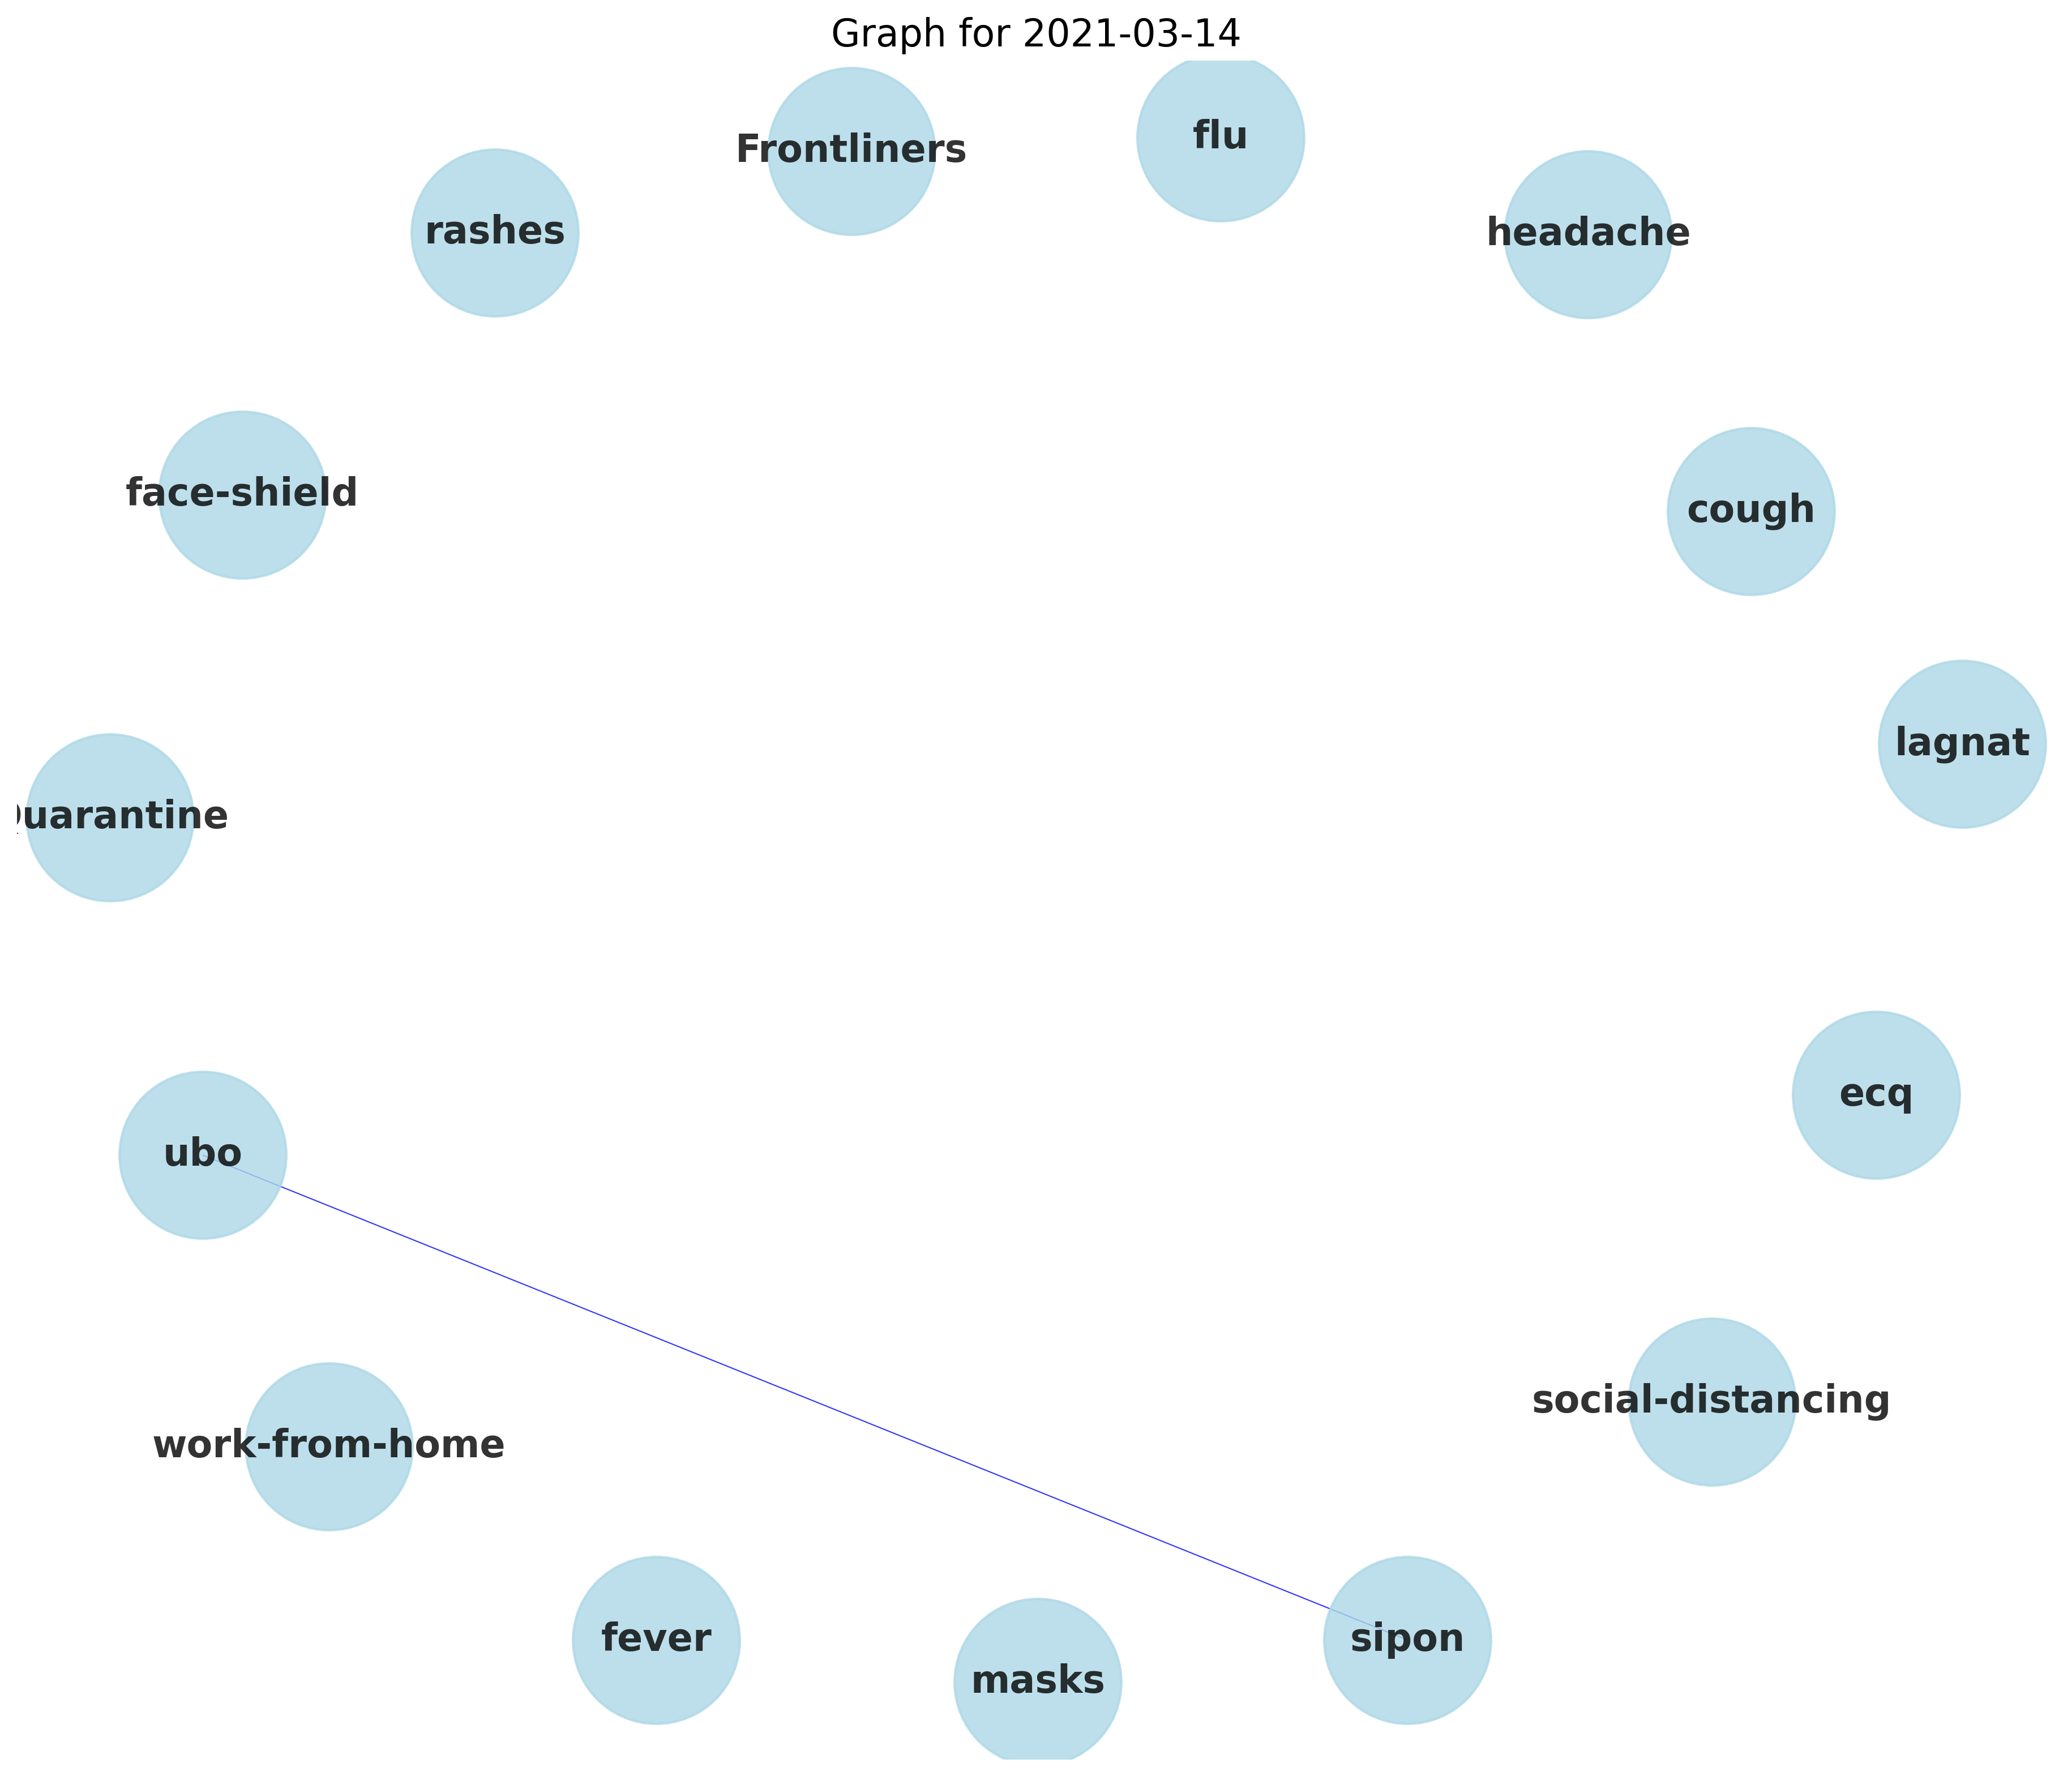 Graph for 2021-03-14
flu
Frontliners
rashes
headache
face-shield
cough
lagnat
uarantine
ecq
ubo
social-distancing
work-from-home
fever
sipon
masks